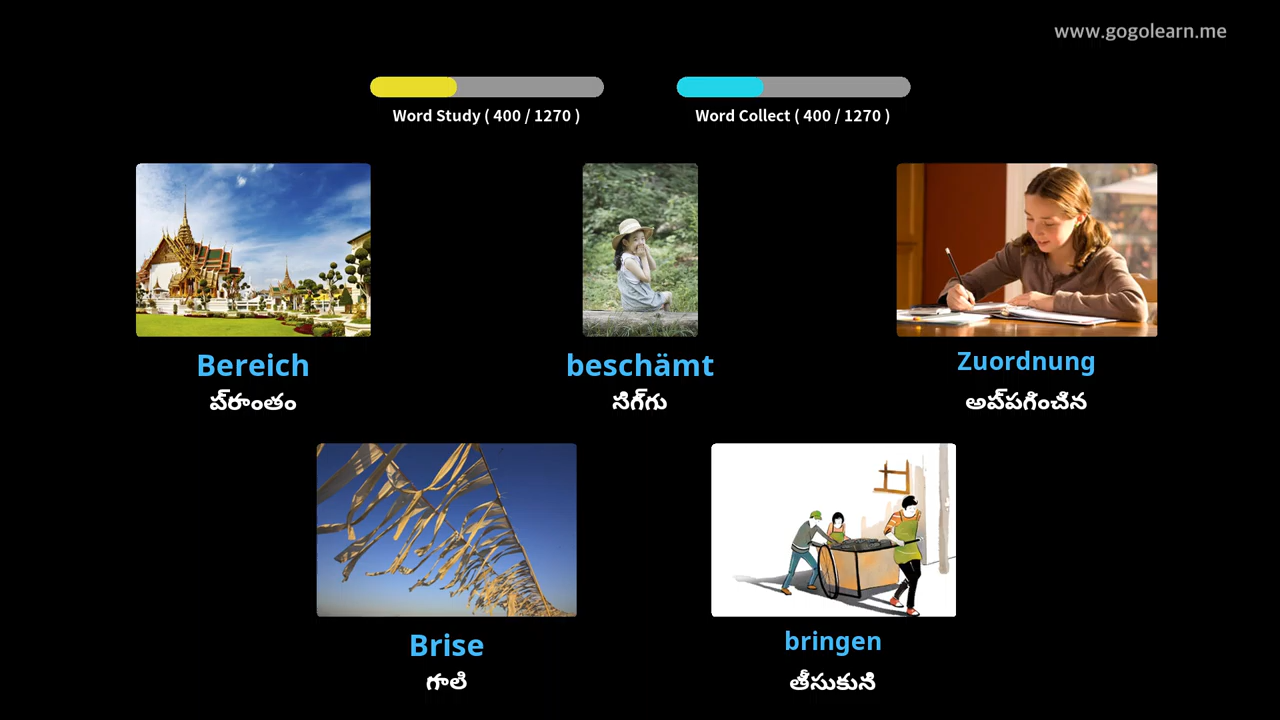 www.gogolearn.me
Word Study ( 400 / 1270 )
Word Collect ( 400 / 1270 )
Bereich
ప్రాంతం
beschämt
సిగ్గు
Zuordnung
అప్పగించిన
Brise
గాలి
bringen
తీసుకుని